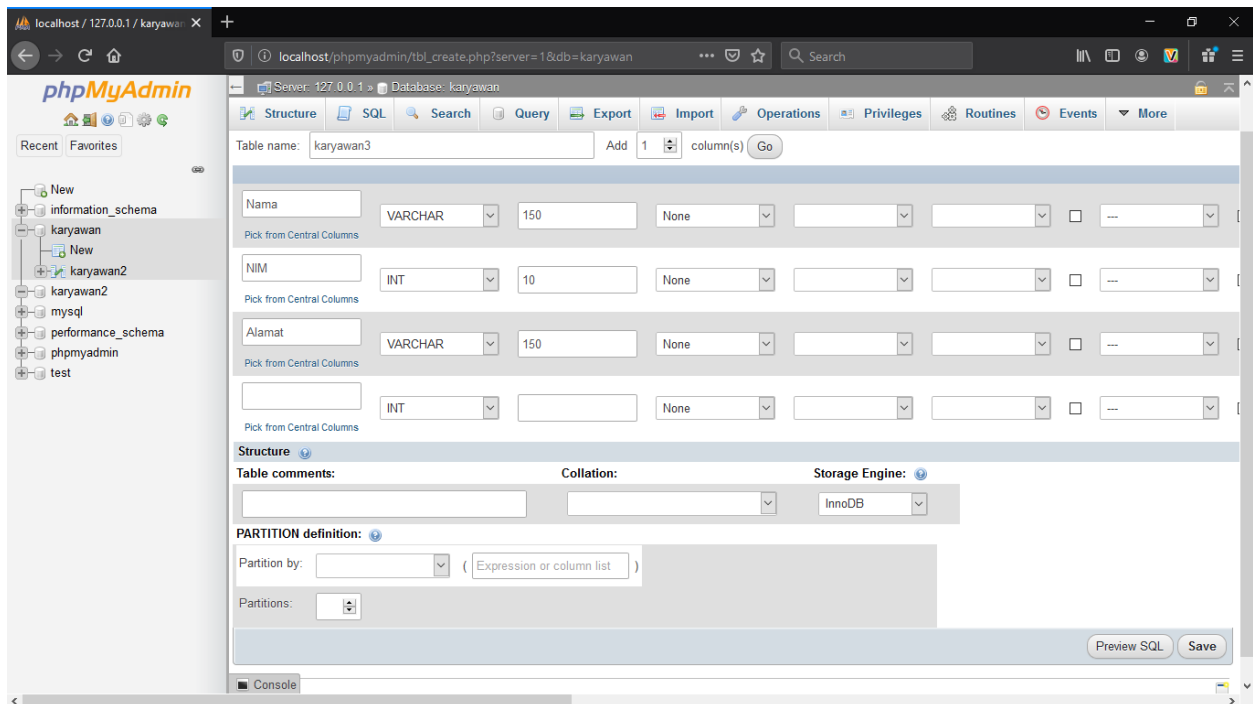 localhost / 127.0.0.1 / karyawan
localhost/phpmyadmin/tbl_create.php?server=1&db=karyawan
Search
phpMyAdmin
Recent Favorites
New
information_schema
karyawan
New
karyawan2
karyawan2
mysql
performance_schema
phpmyadmin
test
Server: 127.0.0.1 » Database: karyawan
Structure SQL Search Query Export Import Operations Privileges Routines Events More
Table name: karyawan3 Add 1 column(s) Go
Nama VARCHAR 150 None ---
Pick from Central Columns
NIM INT 10 None ---
Pick from Central Columns
Alamat VARCHAR 150 None ---
Pick from Central Columns
INT None ---
Pick from Central Columns
Structure
Table comments: Collation: Storage Engine:
InnoDB
PARTITION definition:
Partition by: ( Expression or column list )
Partitions:
Preview SQL Save
Console